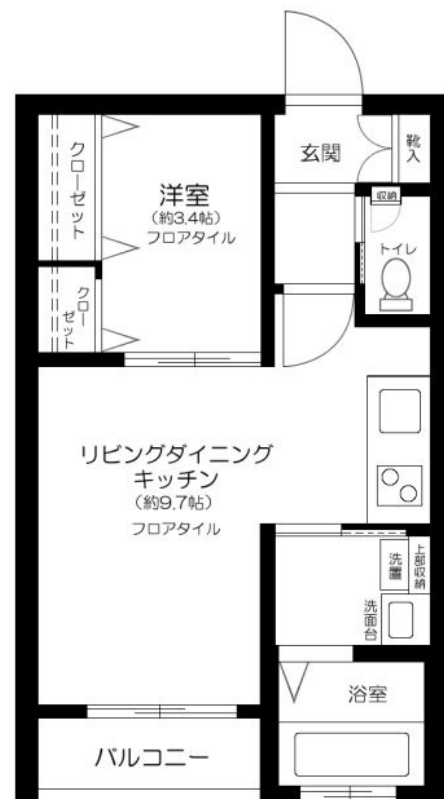 玄関
靴入
クローゼット
洋室
（約3.4帖）
フロアタイル
収納
トイレ
クロー
ゼット
リビングダイニング
キッチン
（約9.7帖）
フロアタイル
洗置
上部収納
洗面台
浴室
バルコニー